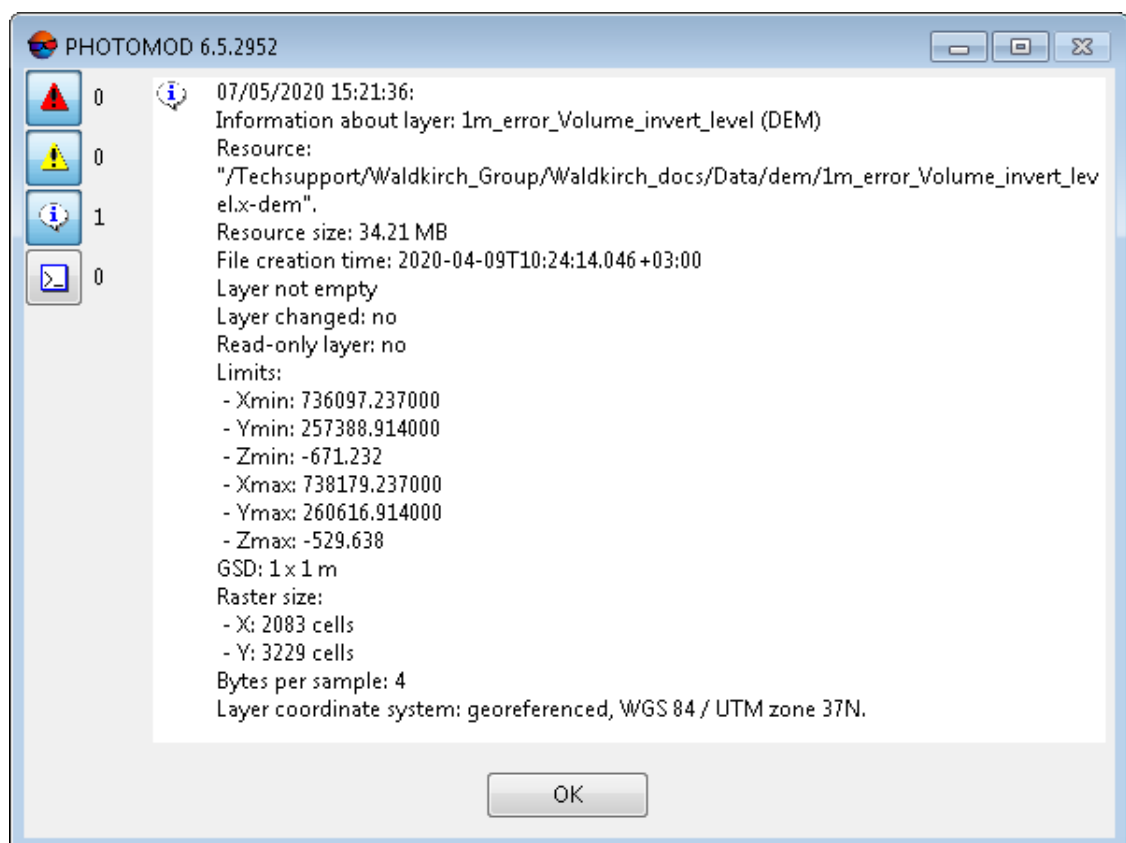 PHOTOMOD 6.5.2952
0
0
1
0
07/05/2020 15:21:36:
Information about layer: 1m_error_Volume_invert_level (DEM)
Resource:
"/Techsupport/Waldkirch_Group/Waldkirch_docs/Data/dem/1m_error_Volume_invert_lev
el.x-dem".
Resource size: 34.21 MB
File creation time: 2020-04-09T10:24:14.046+03:00
Layer not empty
Layer changed: no
Read-only layer: no
Limits:
- Xmin: 736097.237000
- Ymin: 257388.914000
- Zmin: -671.232
- Xmax: 738179.237000
- Ymax: 260616.914000
- Zmax: -529.638
GSD: 1 x 1 m
Raster size:
- X: 2083 cells
- Y: 3229 cells
Bytes per sample: 4
Layer coordinate system: georeferenced, WGS 84 / UTM zone 37N.
OK